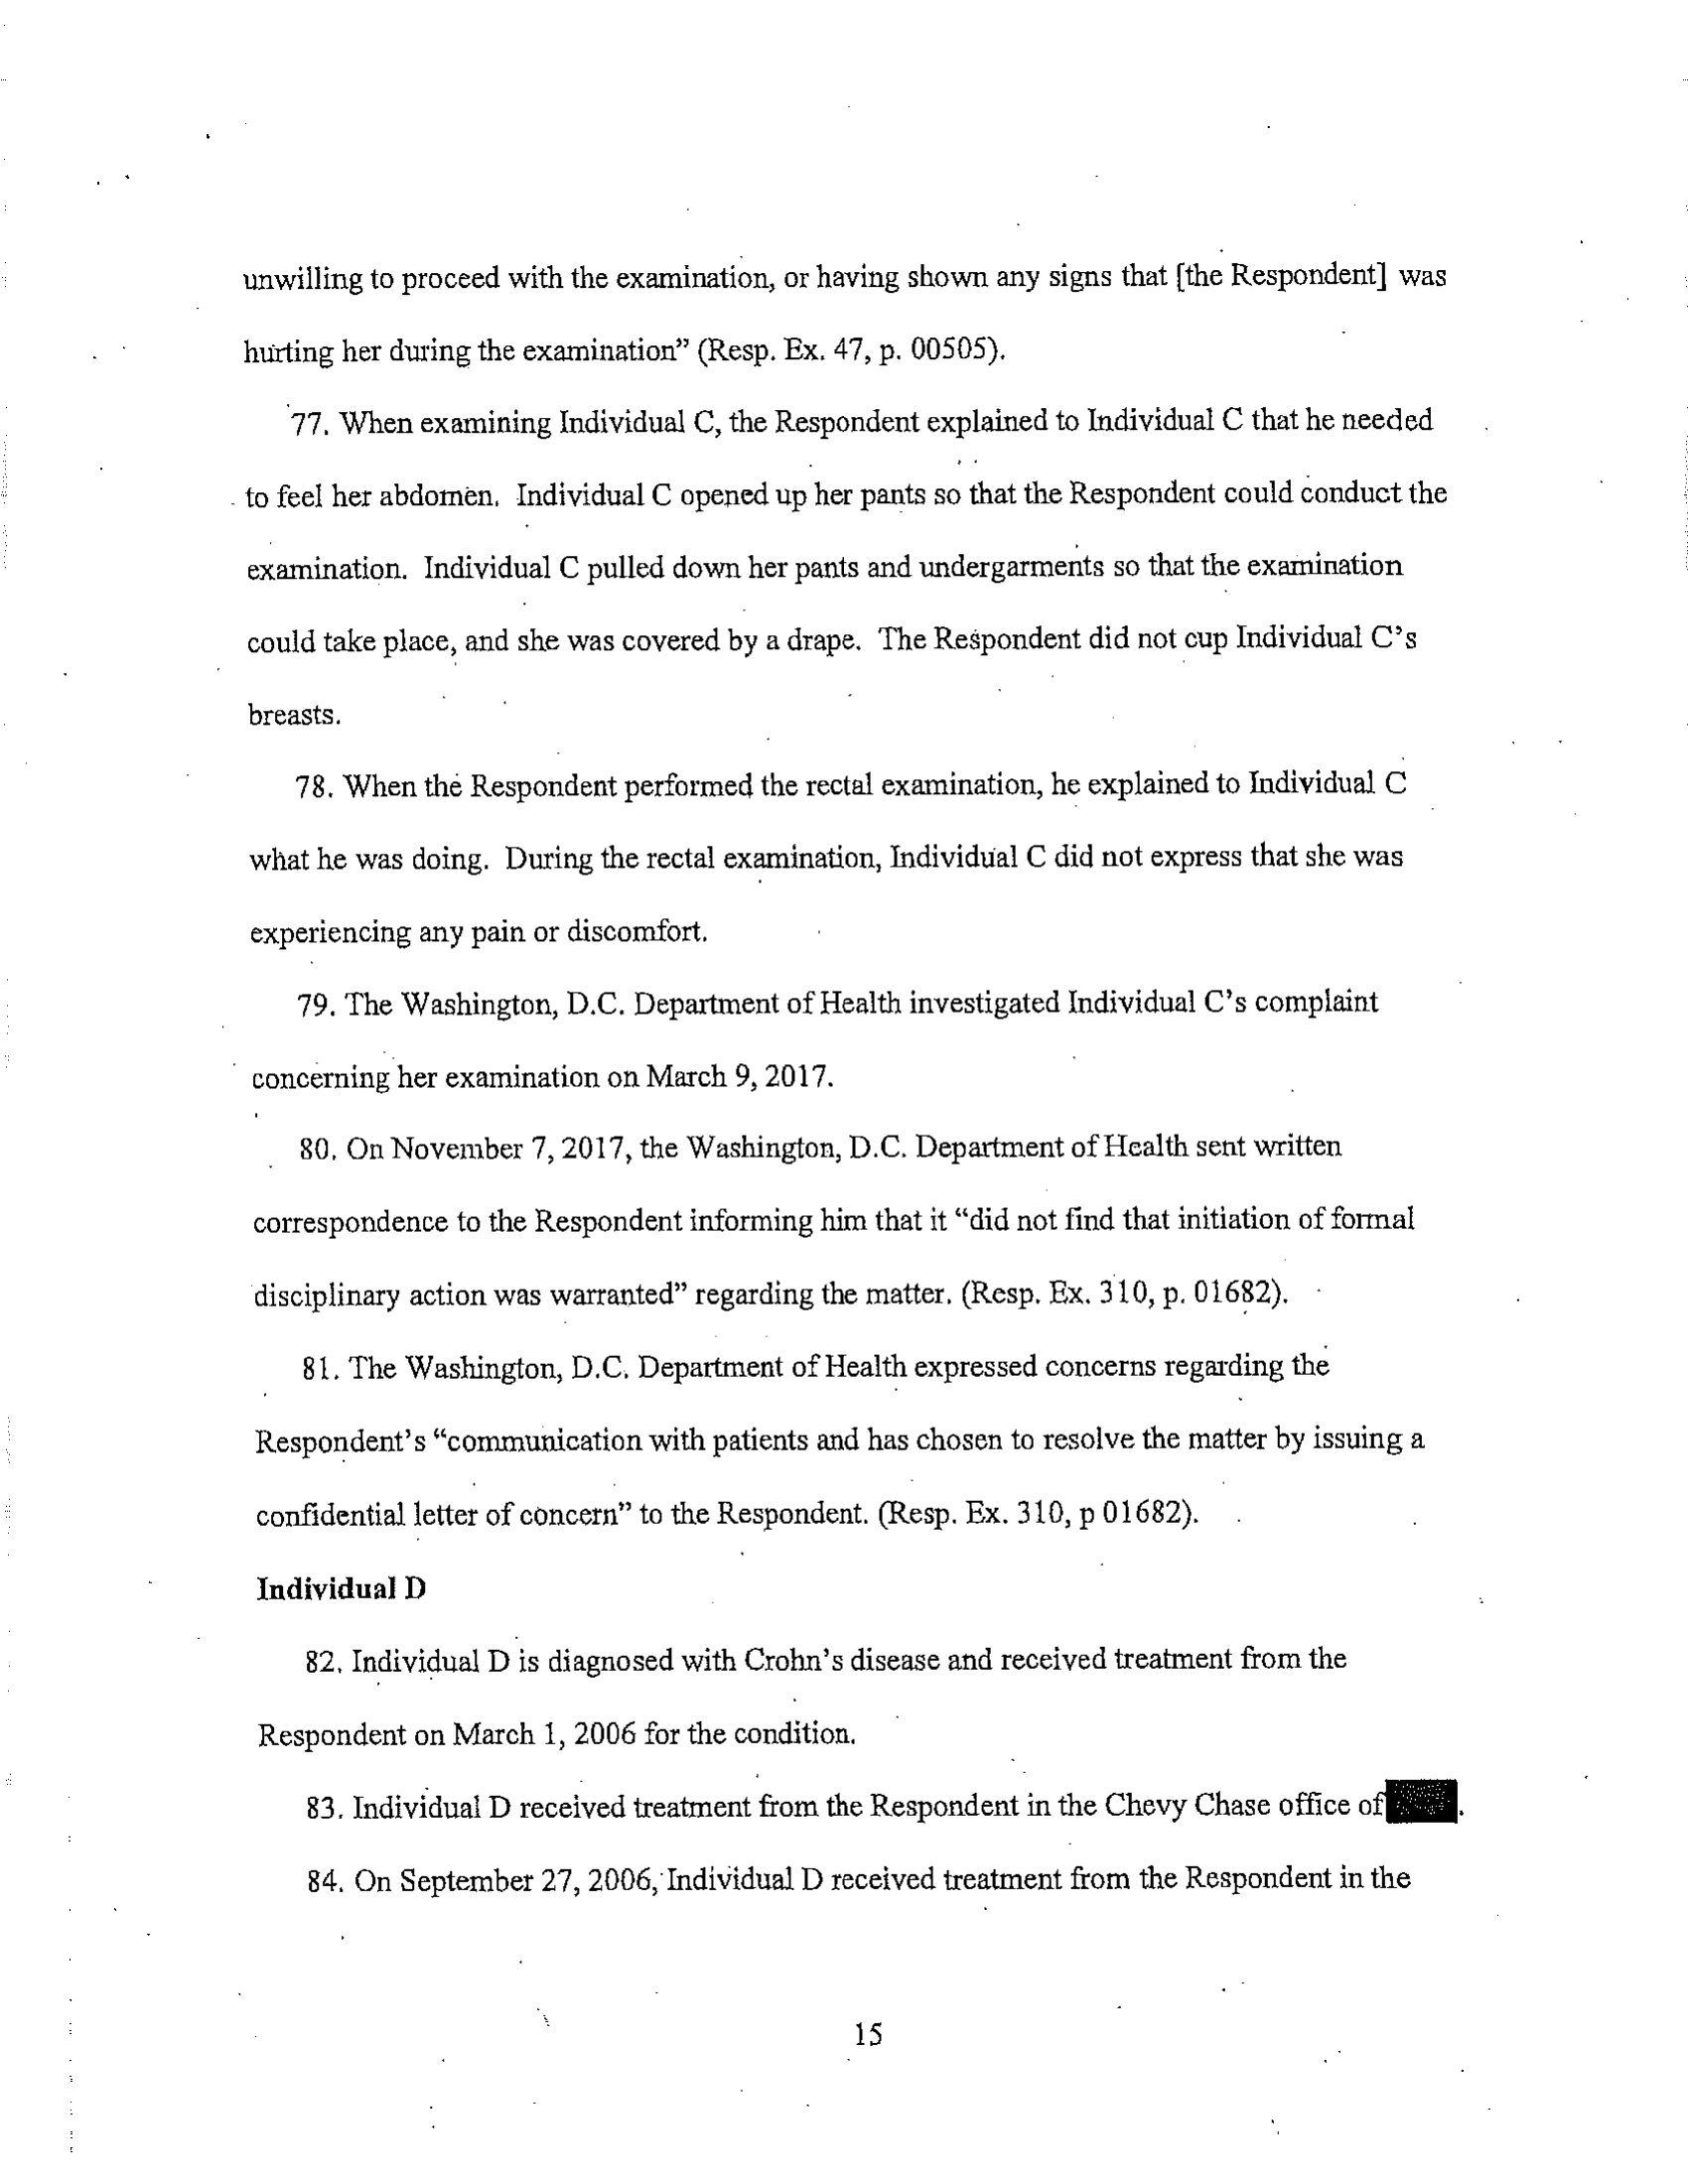 unwilling to proceed with the examination, or having shown any signs that [the Respondent] was
hurting her during the examination” (Resp. Ex. 47, p. 00505).
77. When examining Individual C, the Respondent explained to Individual C that he needed
to feel her abdomen. Individual C opened up her pants so that the Respondent could conduct the
examination. Individual C pulled down her pants and undergarments so that the examination
could take place, and she was covered by a drape. The Respondent did not cup Individual C’s
breasts.
78. When the Respondent performed the rectal examination, he explained to Individual C
what he was doing. During the rectal examination, Individual C did not express that she was
experiencing any pain or discomfort.
79. The Washington, D.C. Department of Health investigated Individual C’s complaint
concerning her examination on March 9, 2017.
80. On November 7, 2017, the Washington, D.C. Department of Health sent written
correspondence to the Respondent informing him that it “did not find that initiation of formal
disciplinary action was warranted” regarding the matter. (Resp. Ex. 310, p. 01682).
81. The Washington, D.C. Department of Health expressed concerns regarding the
Respondent’s “communication with patients and has chosen to resolve the matter by issuing a
confidential letter of concern” to the Respondent. (Resp. Ex. 310, p 01682).
Individual D
82. Individual D is diagnosed with Crohn’s disease and received treatment from the
Respondent on March 1, 2006 for the condition.
83. Individual D received treatment from the Respondent in the Chevy Chase office of .
84. On September 27, 2006, Individual D received treatment from the Respondent in the
15